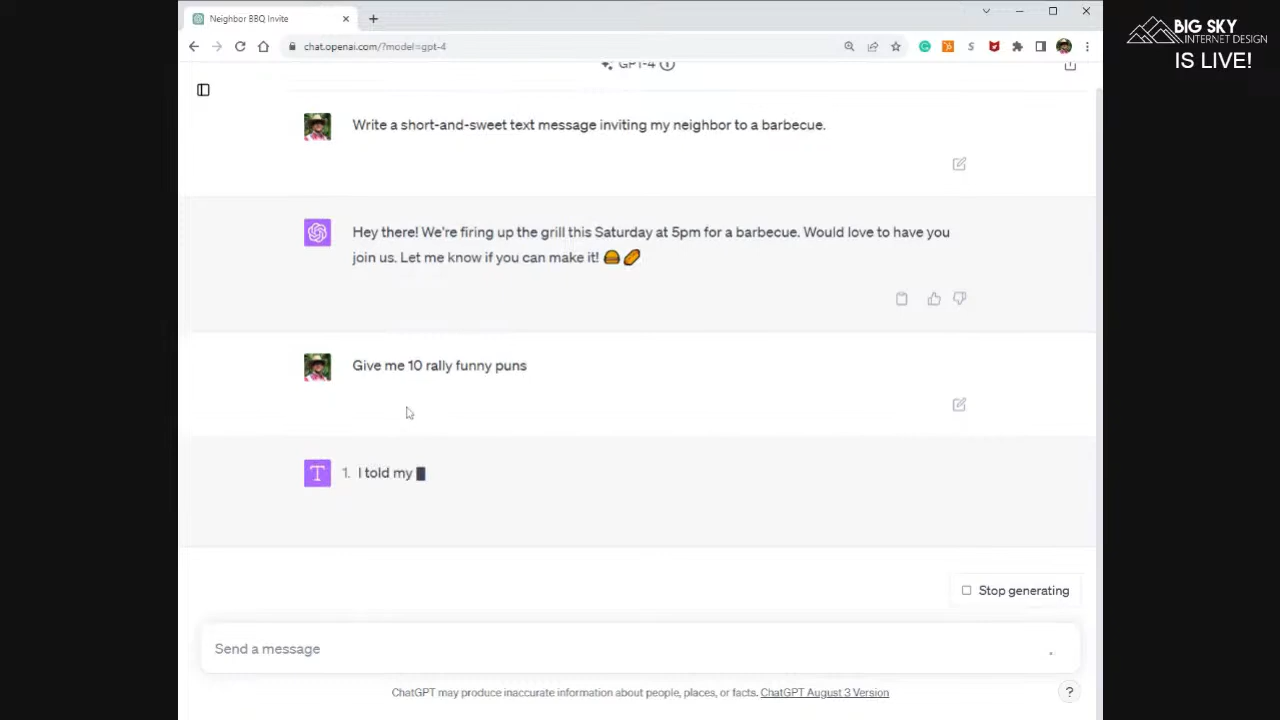 Neighbor BBQ Invite
chat.openai.com/?model=gpt-4
BIG SKY
INTERNET DESIGN
IS LIVE!
GPT-4
Write a short-and-sweet text message inviting my neighbor to a barbecue.
Hey there! We're firing up the grill this Saturday at 5pm for a barbecue. Would love to have you
join us. Let me know if you can make it! 🍔🌭
Give me 10 rally funny puns
T
1. I told my
Stop generating
Send a message
ChatGPT may produce inaccurate information about people, places, or facts. ChatGPT August 3 Version
?